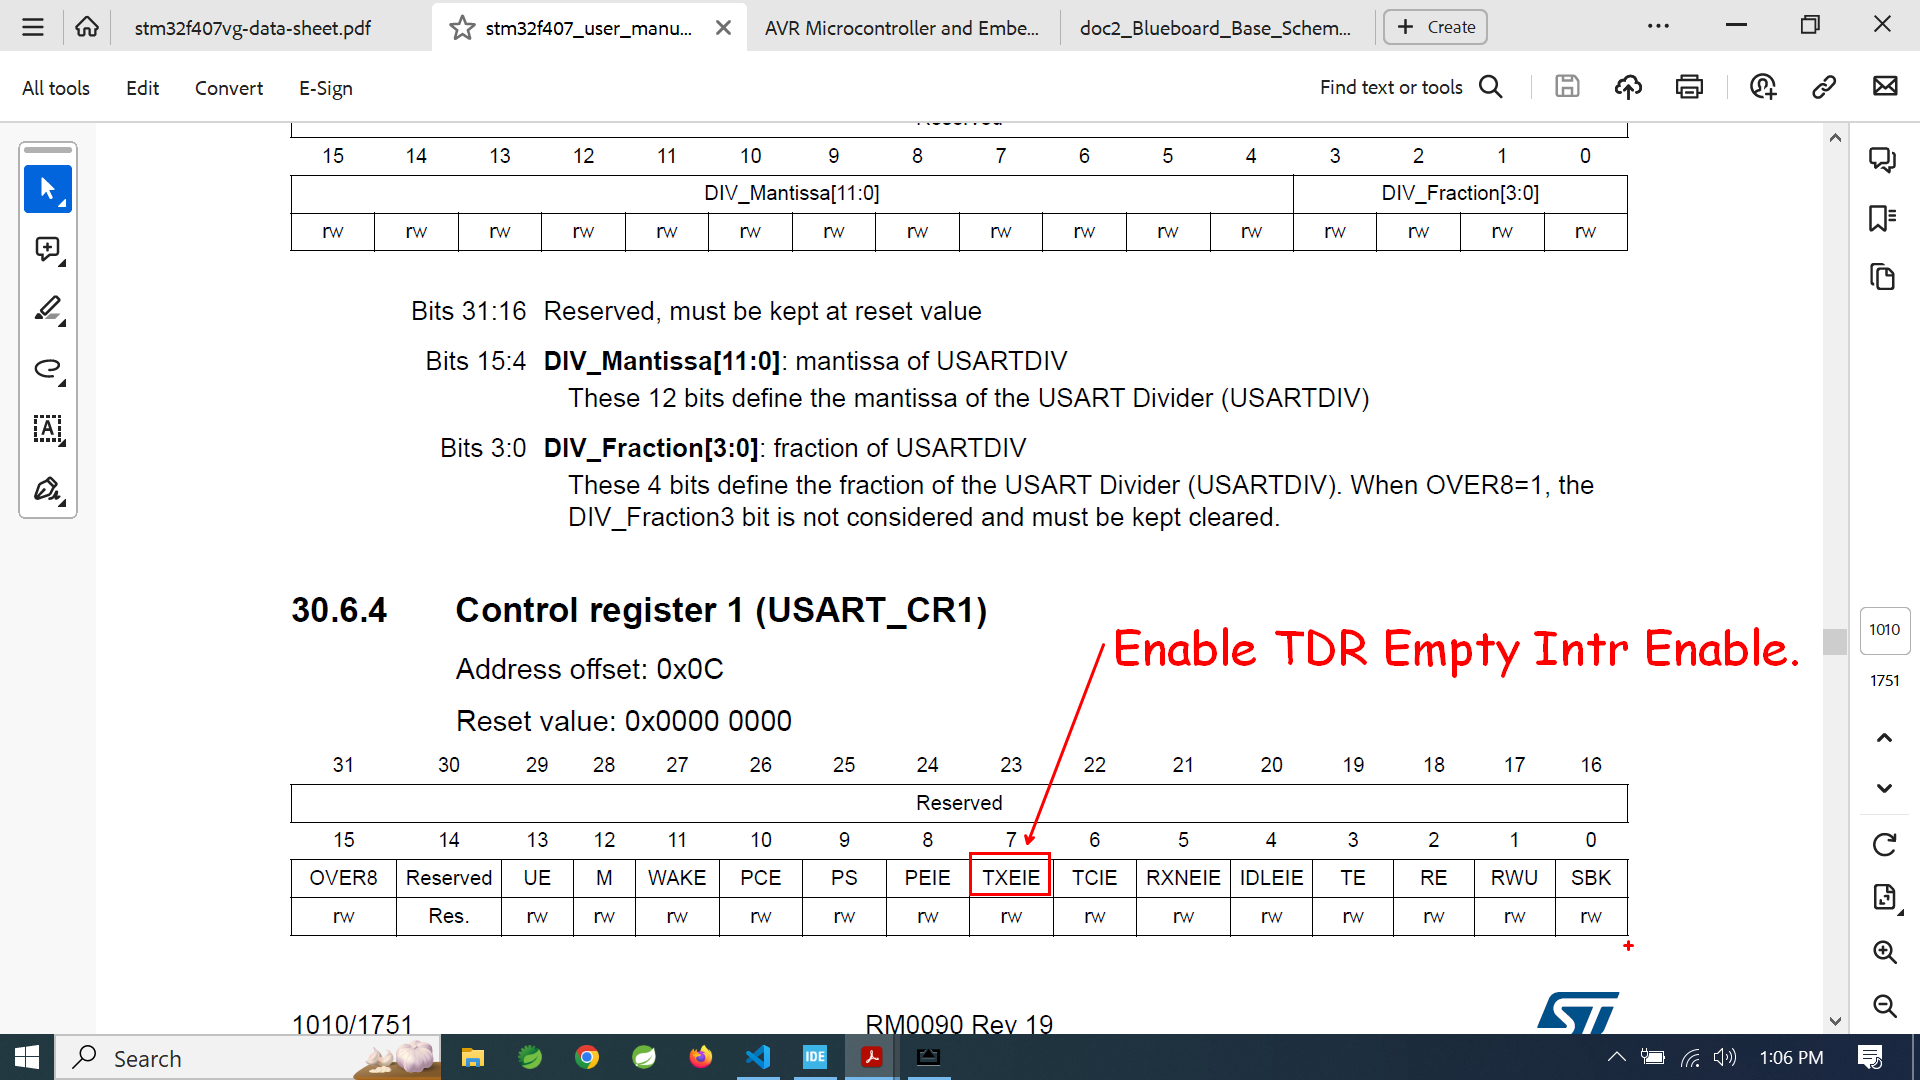 stm32f407vg-data-sheet.pdf
stm32f407_user_manu...
AVR Microcontroller and Embe...
doc2_Blueboard_Base_Schem...
Create
All tools
Edit
Convert
E-Sign
Find text or tools
Reserved
15 14 13 12 11 10 9 8 7 6 5 4 3 2 1 0
DIV_Mantissa[11:0] DIV_Fraction[3:0]
rw rw rw rw rw rw rw rw rw rw rw rw rw rw rw rw
Bits 31:16 Reserved, must be kept at reset value
Bits 15:4 DIV_Mantissa[11:0]: mantissa of USARTDIV
These 12 bits define the mantissa of the USART Divider (USARTDIV)
Bits 3:0 DIV_Fraction[3:0]: fraction of USARTDIV
These 4 bits define the fraction of the USART Divider (USARTDIV). When OVER8=1, the
DIV_Fraction3 bit is not considered and must be kept cleared.
30.6.4 Control register 1 (USART_CR1)
Enable TDR Empty Intr Enable.
Address offset: 0x0C
Reset value: 0x0000 0000
31 30 29 28 27 26 25 24 23 22 21 20 19 18 17 16
Reserved
15 14 13 12 11 10 9 8 7 6 5 4 3 2 1 0
OVER8 Reserved UE M WAKE PCE PS PEIE TXEIE TCIE RXNEIE IDLEIE TE RE RWU SBK
rw Res. rw rw rw rw rw rw rw rw rw rw rw rw rw rw
1010/1751 RM0090 Rev 19
ST
1010
1751
Search
IDE
1:06 PM